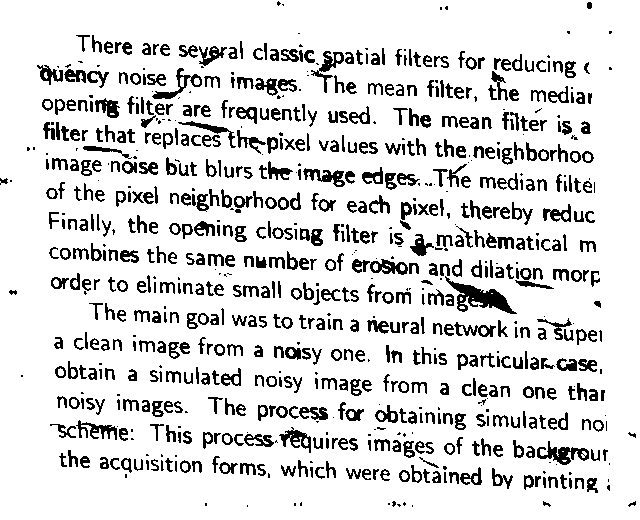 There are several classic spatial filters for reducing
quency noise from images. The mean filter, the median
opening filter are frequently used. The mean filter is a
filter that replaces the pixel values with the neighborhoo
image noise but blurs the image edges. The median filter
of the pixel neighborhood for each pixel, thereby reduc
Finally, the opening closing filter is a mathematical m
combines the same number of erosion and dilation morp
order to eliminate small objects from images.
The main goal was to train a neural network in a super
a clean image from a noisy one. In this particular case,
obtain a simulated noisy image from a clean one than
noisy images. The process for obtaining simulated noi
scheme: This process requires images of the backgroun
the acquisition forms, which were obtained by printing